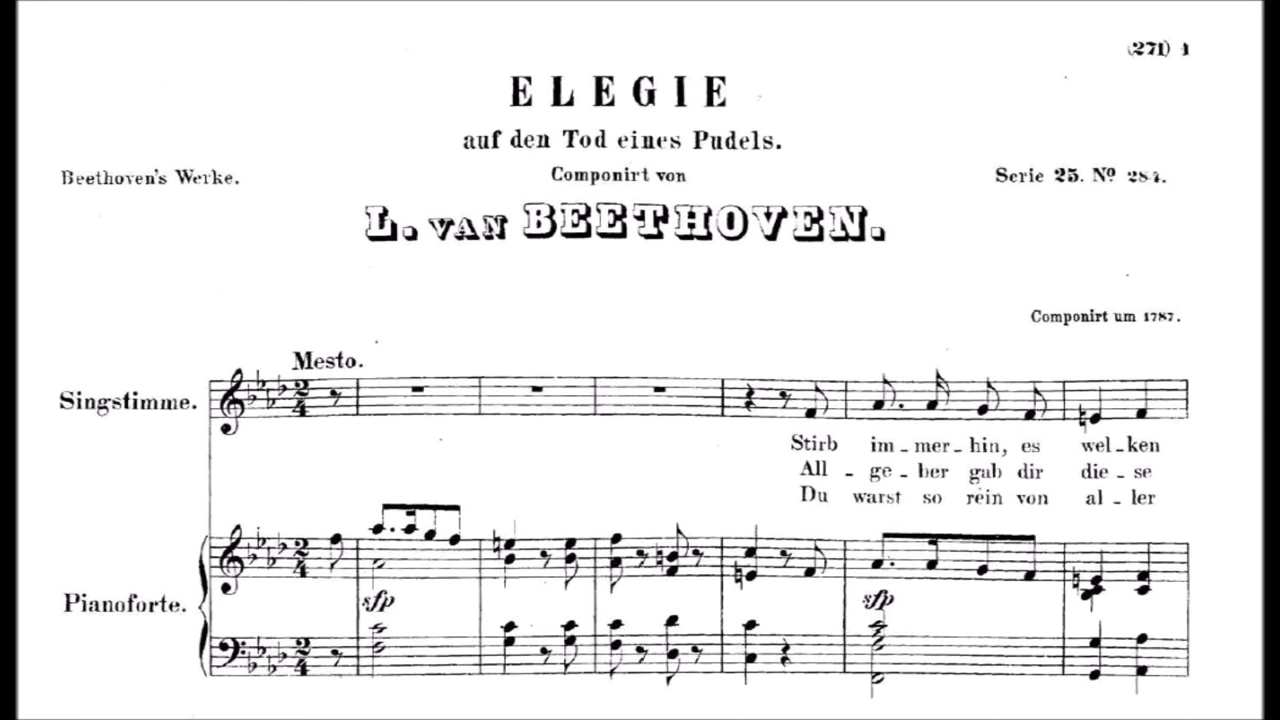 (271) 1
ELEGIE
auf den Tod eines Pudels.
Beethoven's Werke.
Componirt von
Serie 25. Nº 284.
L. VAN BEETHOVEN.
Componirt um 1787.
Mesto.
Singstimme.
Stirb im-mer-hin, es wel-ken
All - ge-ber gab dir die-se
Du warst so rein von al-ler
Pianoforte.
sfp sfp